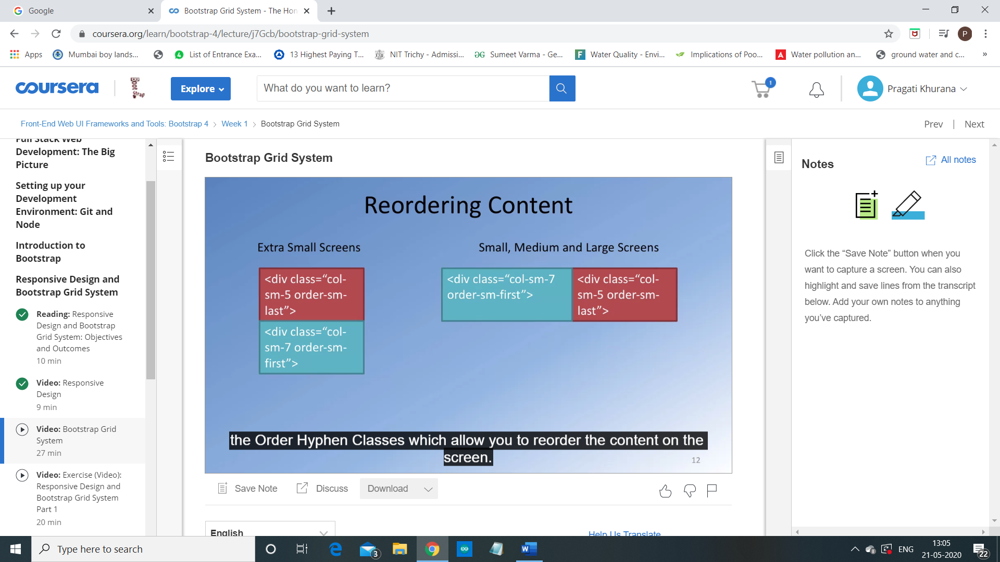 Google
Bootstrap Grid System - The Hon
coursera.org/learn/bootstrap-4/lecture/j7Gcb/bootstrap-grid-system
P
Apps
Mumbai boy lands...
List of Entrance Exa...
13 Highest Paying T...
NIT Trichy - Admissi...
Sumeet Varma - Ge...
Water Quality - Envi...
Implications of Poo...
Water pollution an...
ground water and c...
»
coursera
Boot
strap
Explore
What do you want to learn?
1
Pragati Khurana
Front-End Web UI Frameworks and Tools: Bootstrap 4 > Week 1 > Bootstrap Grid System
Prev | Next
Full Stack Web
Development: The Big
Picture
Setting up your
Development
Environment: Git and
Node
Introduction to
Bootstrap
Responsive Design and
Bootstrap Grid System
Reading: Responsive
Design and Bootstrap
Grid System: Objectives
and Outcomes
10 min
Video: Responsive
Design
9 min
Video: Bootstrap Grid
System
27 min
Video: Exercise (Video):
Responsive Design and
Bootstrap Grid System
Part 1
20 min
Bootstrap Grid System
Reordering Content
Extra Small Screens
<div class=“col-
sm-5 order-sm-
last”>
<div class=“col-
sm-7 order-sm-
first”>
Small, Medium and Large Screens
<div class=“col-sm-7
order-sm-first”>
<div class=“col-
sm-5 order-sm-
last”>
the Order Hyphen Classes which allow you to reorder the content on the
screen.
12
Save Note
Discuss
Download
English
Help Us Translate
Notes
All notes
Click the “Save Note” button when you
want to capture a screen. You can also
highlight and save lines from the transcript
below. Add your own notes to anything
you’ve captured.
Type here to search
3
ENG
13:05
21-05-2020
22